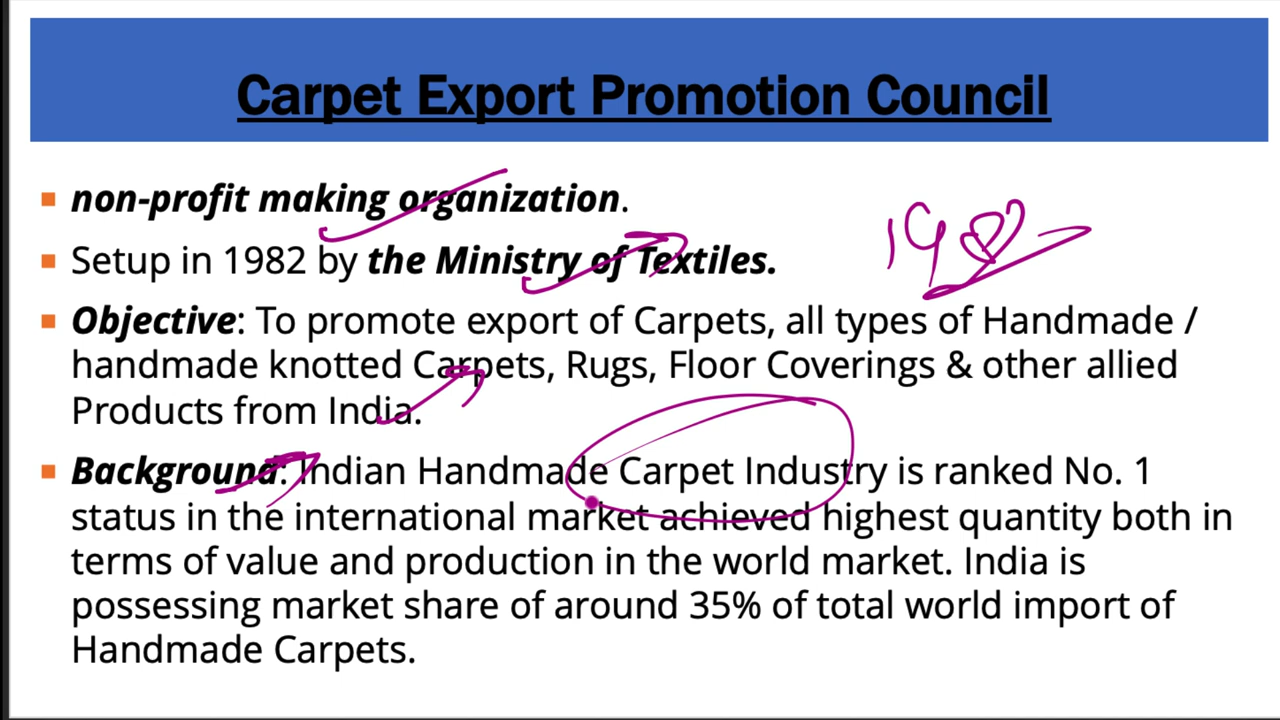 Carpet Export Promotion Council
non-profit making organization.
Setup in 1982 by the Ministry of Textiles.
1982
Objective: To promote export of Carpets, all types of Handmade /
handmade knotted Carpets, Rugs, Floor Coverings & other allied
Products from India.
Background: Indian Handmade Carpet Industry is ranked No. 1
status in the international market achieved highest quantity both in
terms of value and production in the world market. India is
possessing market share of around 35% of total world import of
Handmade Carpets.